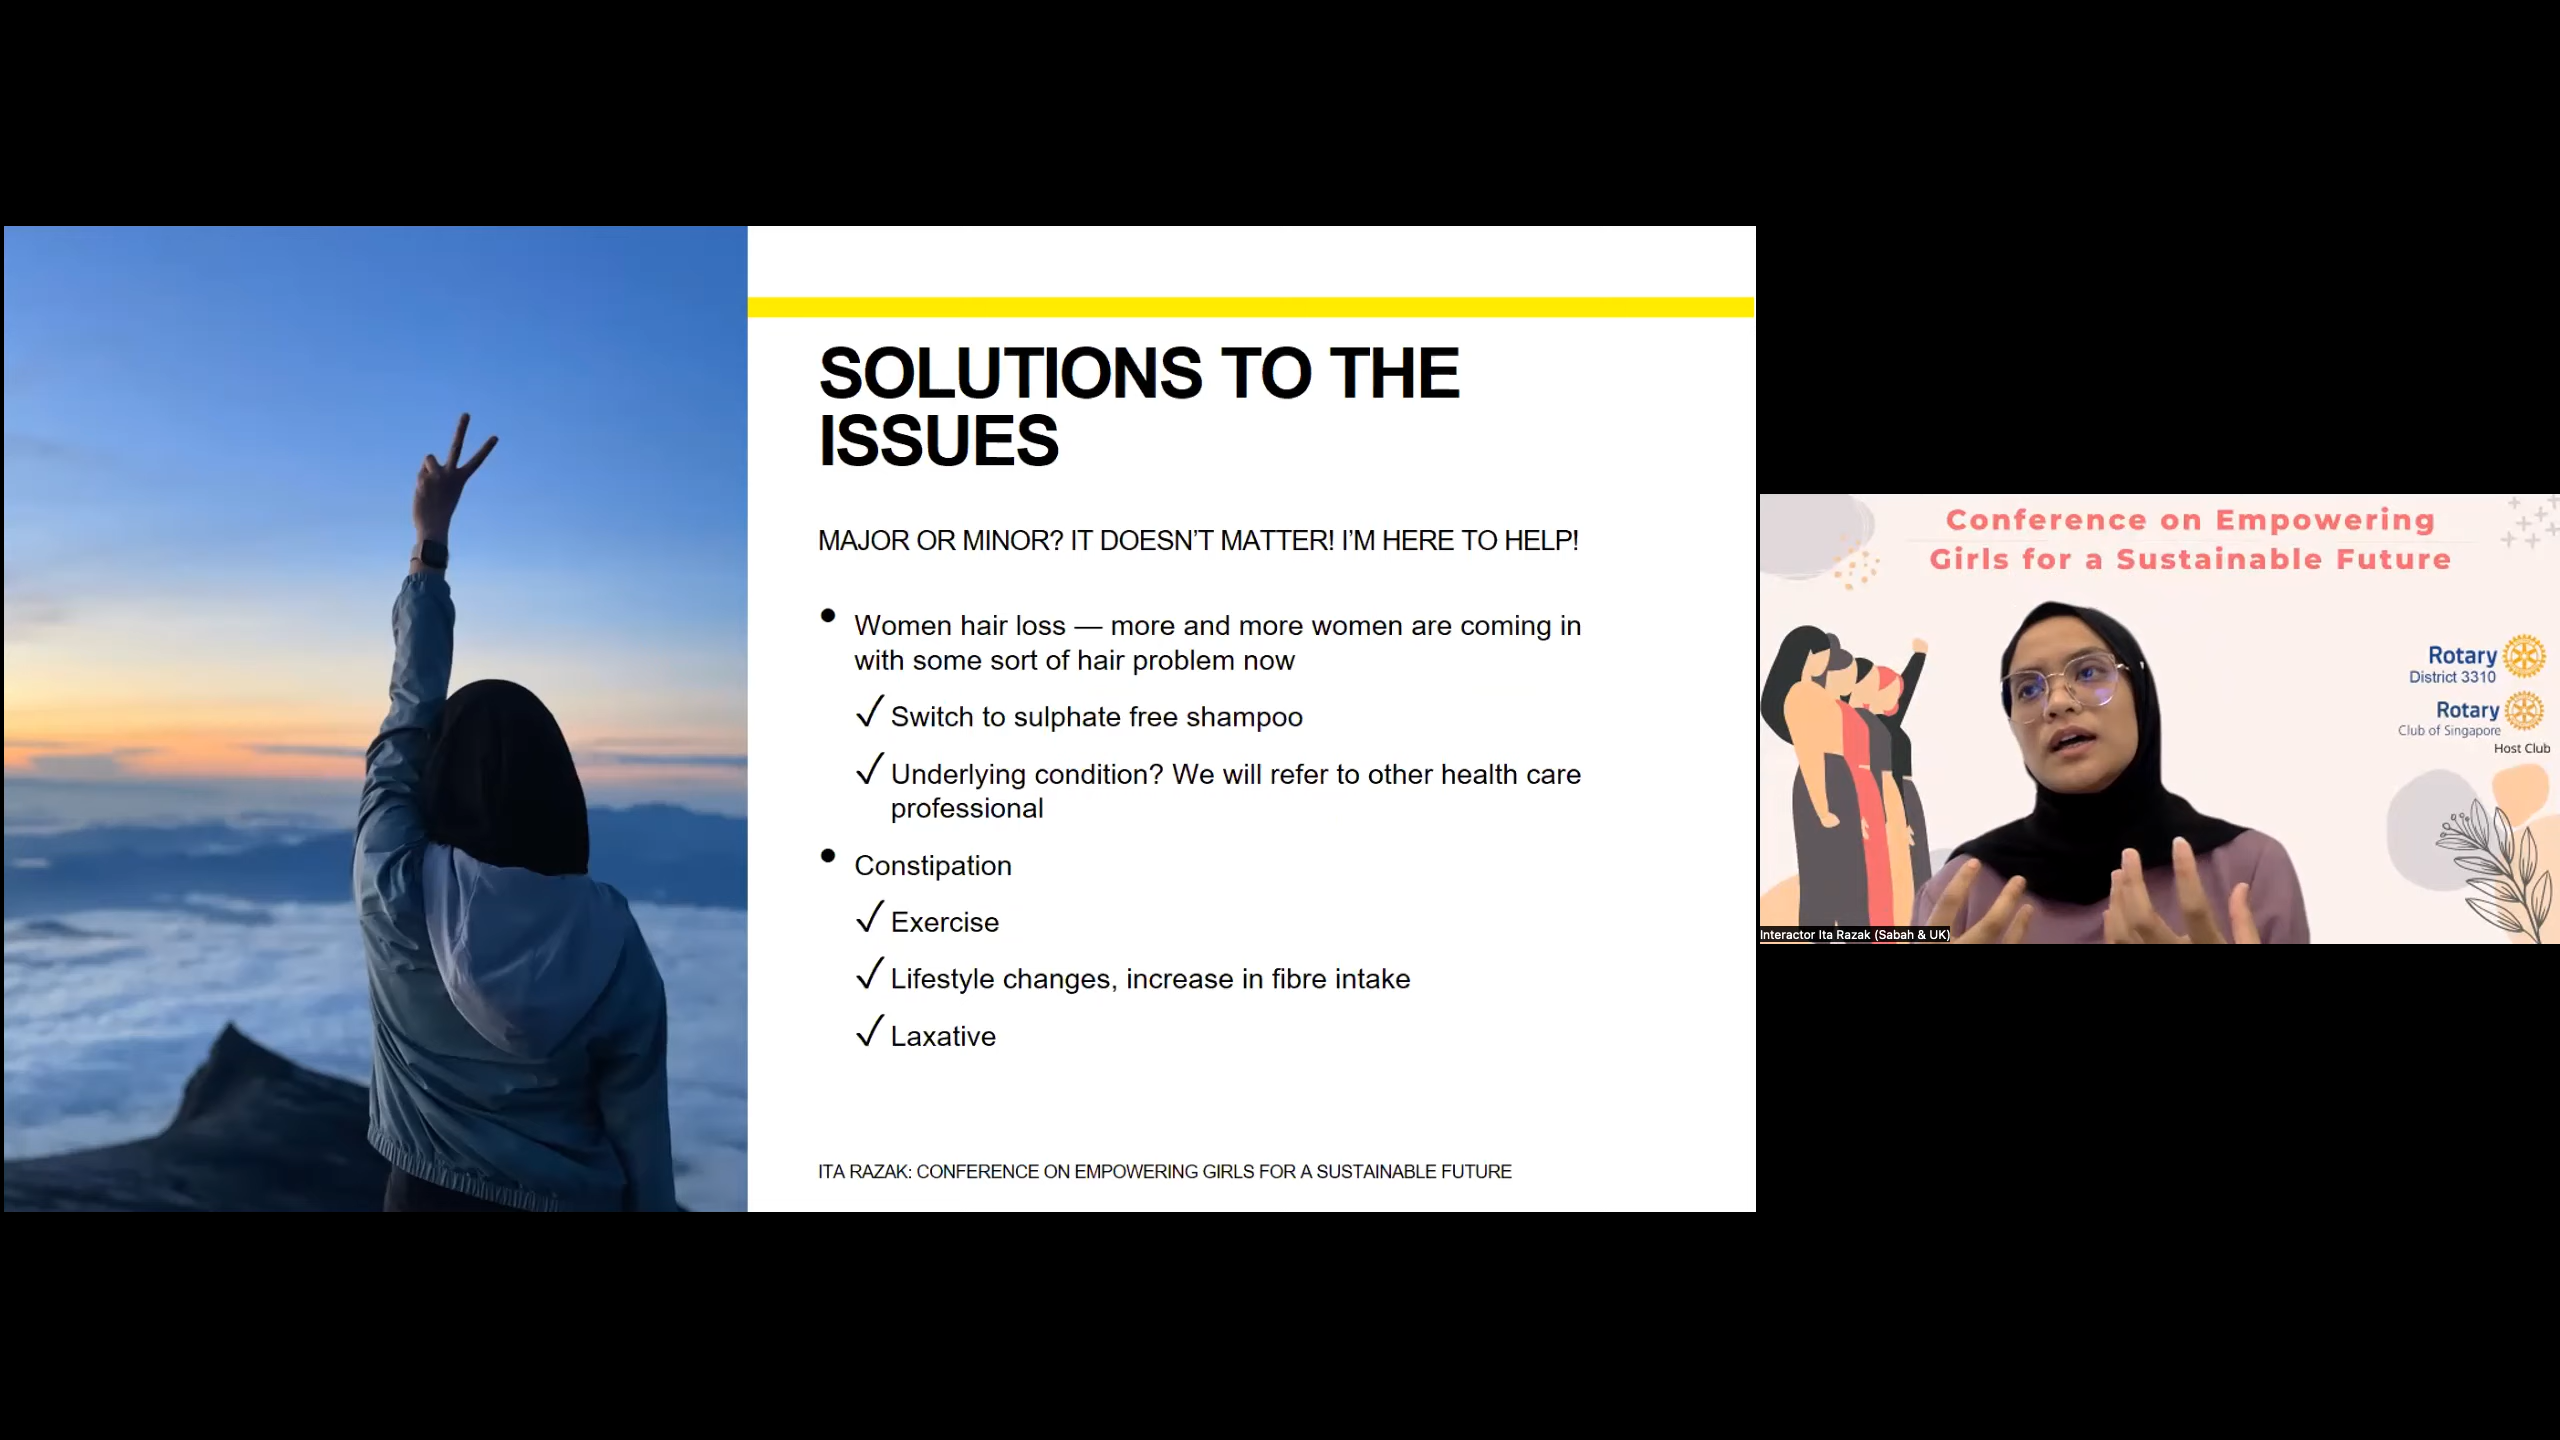 SOLUTIONS TO THE
ISSUES
MAJOR OR MINOR? IT DOESN'T MATTER! I'M HERE TO HELP!
• Women hair loss — more and more women are coming in
with some sort of hair problem now
✓ Switch to sulphate free shampoo
✓ Underlying condition? We will refer to other health care
professional
• Constipation
✓ Exercise
✓ Lifestyle changes, increase in fibre intake
✓ Laxative
ITA RAZAK: CONFERENCE ON EMPOWERING GIRLS FOR A SUSTAINABLE FUTURE
Conference on Empowering
Girls for a Sustainable Future
Rotary
District 3310
Rotary
Club of Singapore
Host Club
Interactor Ita Razak (Sabah & UK)